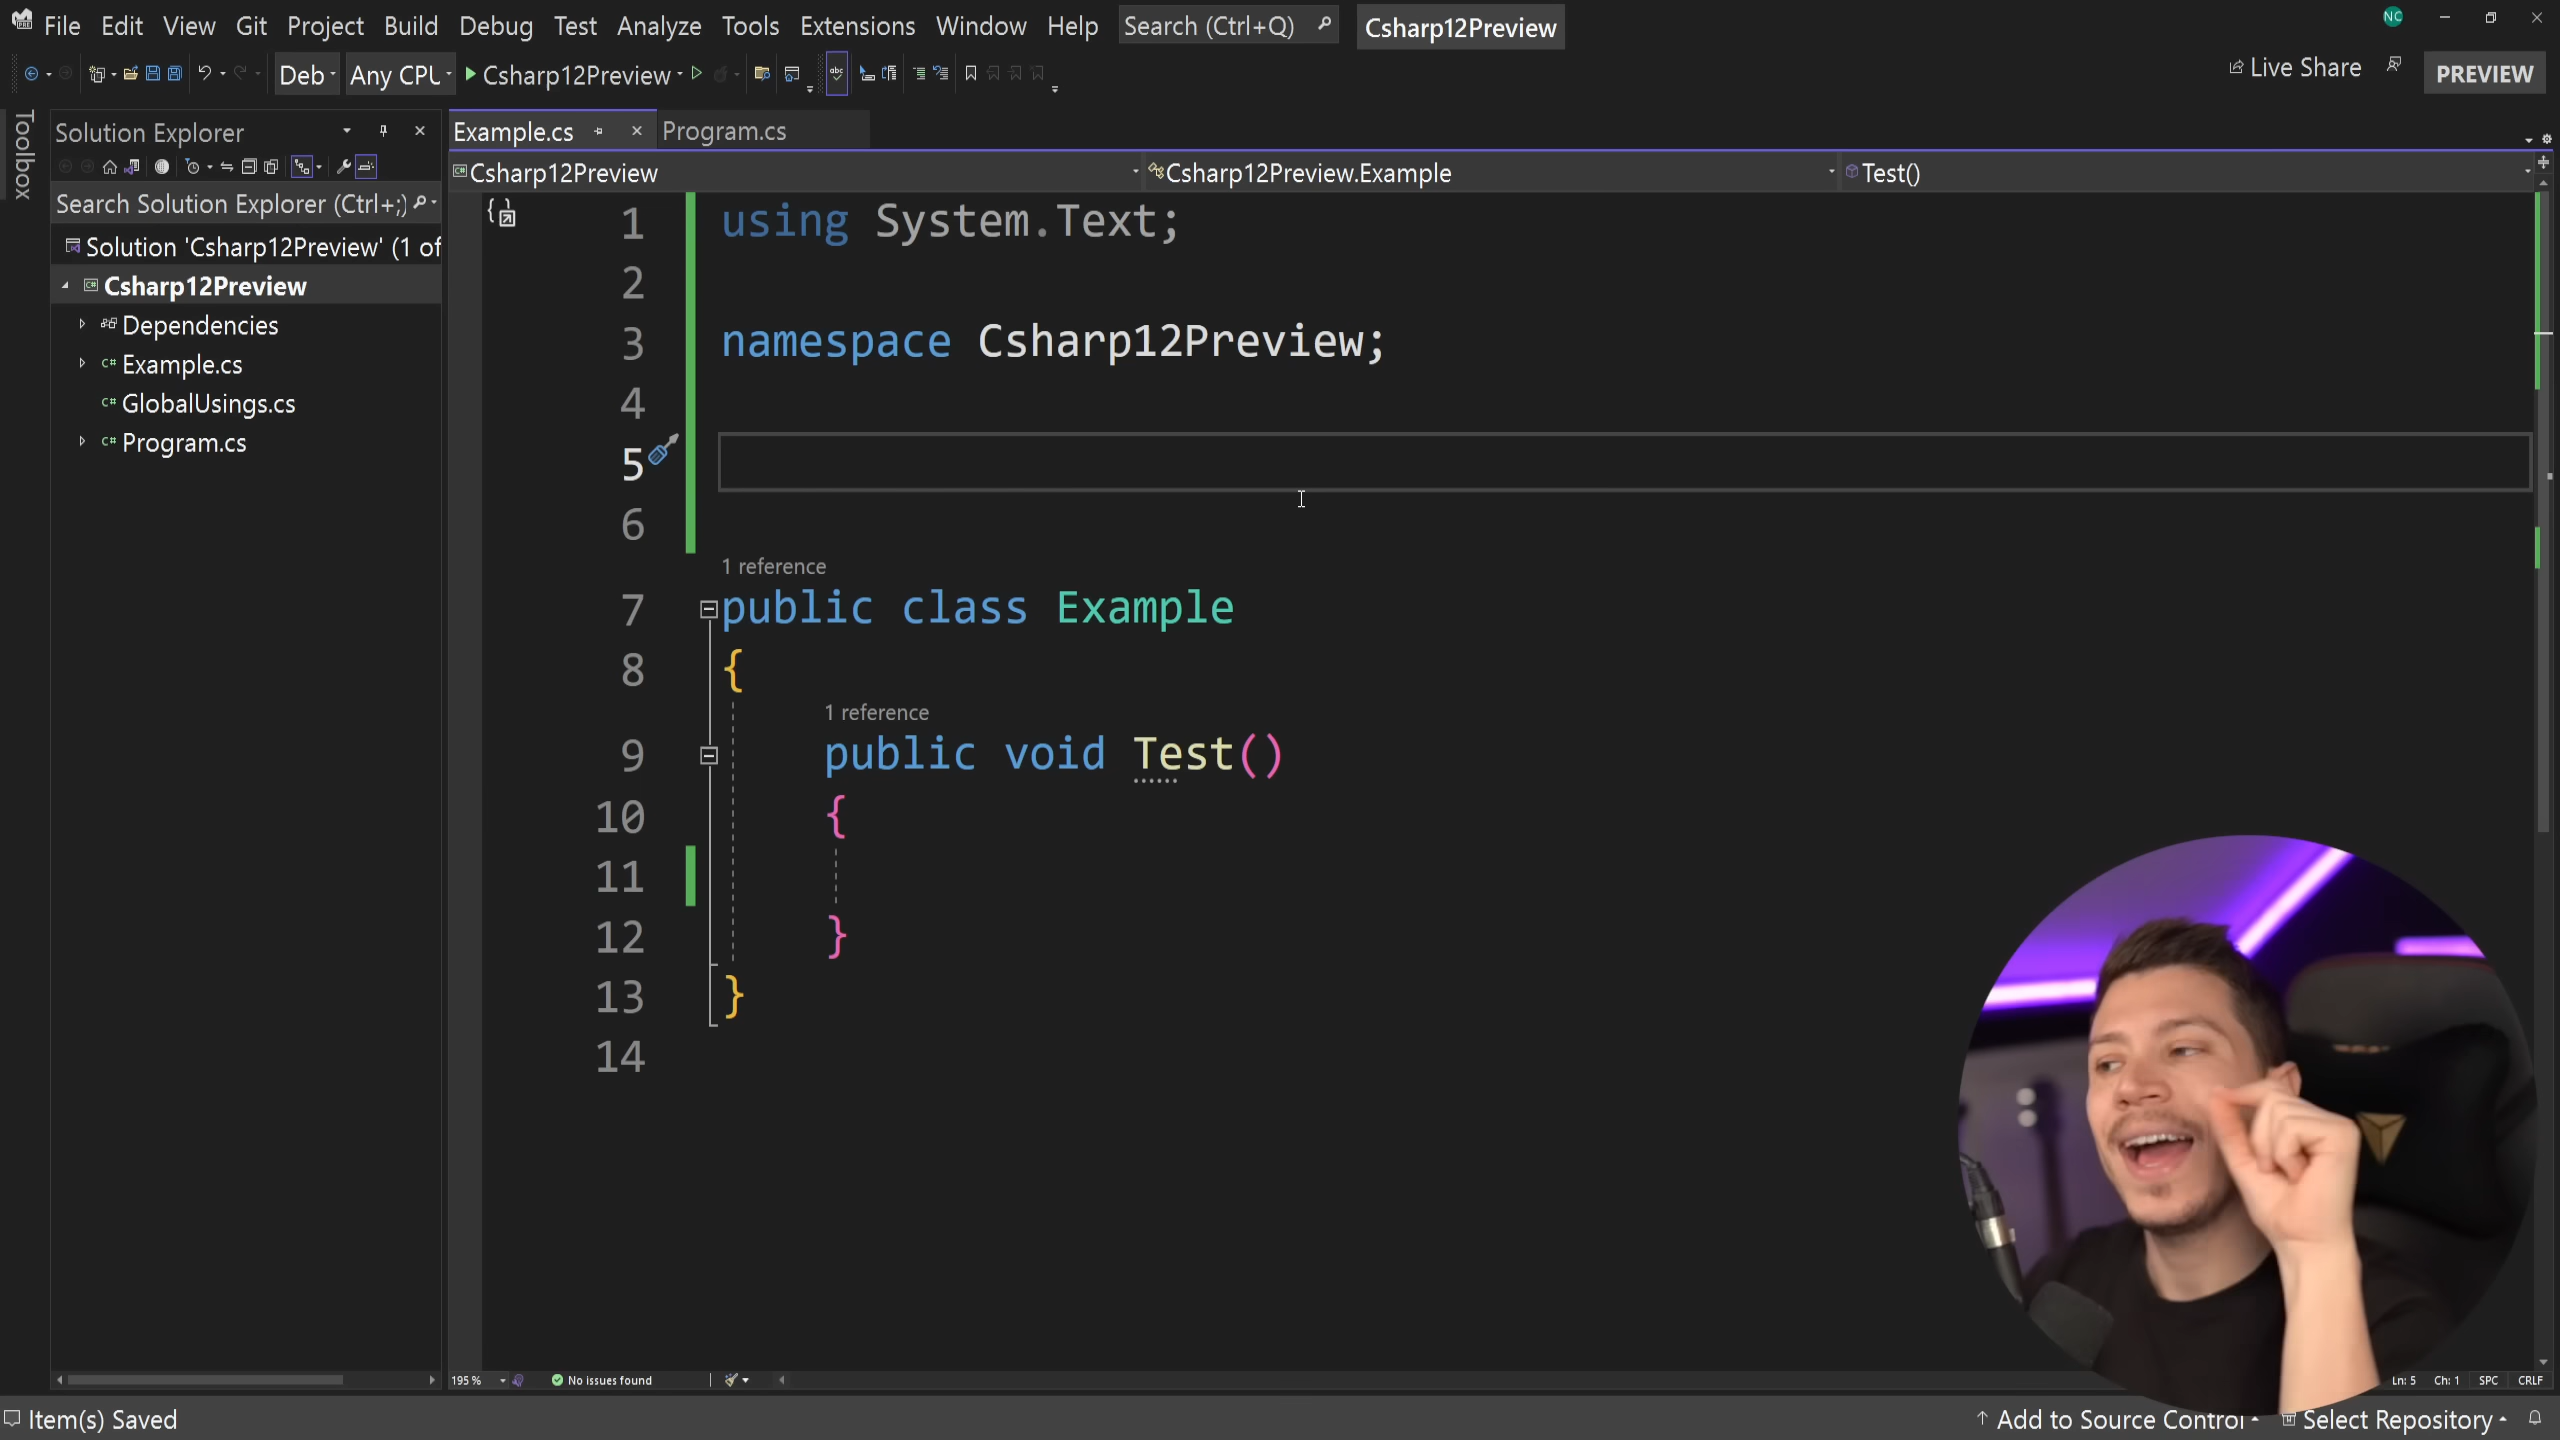 File Edit View Git Project Build Debug Test Analyze Tools Extensions Window Help Search (Ctrl+Q) Csharp12Preview
NC
Deb Any CPU Csharp12Preview
Live Share PREVIEW
Toolbox
Solution Explorer
Search Solution Explorer (Ctrl+;)
Solution 'Csharp12Preview' (1 of
Csharp12Preview
Dependencies
C# Example.cs
C# GlobalUsings.cs
C# Program.cs
Example.cs Program.cs
Csharp12Preview Csharp12Preview.Example Test()
1 using System.Text;
2
3 namespace Csharp12Preview;
4
5
6
1 reference
7 public class Example
8 {
1 reference
9 public void Test()
10 {
11
12 }
13 }
14
195 % No issues found Ln: 5 Ch: 1 SPC CRLF
Item(s) Saved Add to Source Control Select Repository